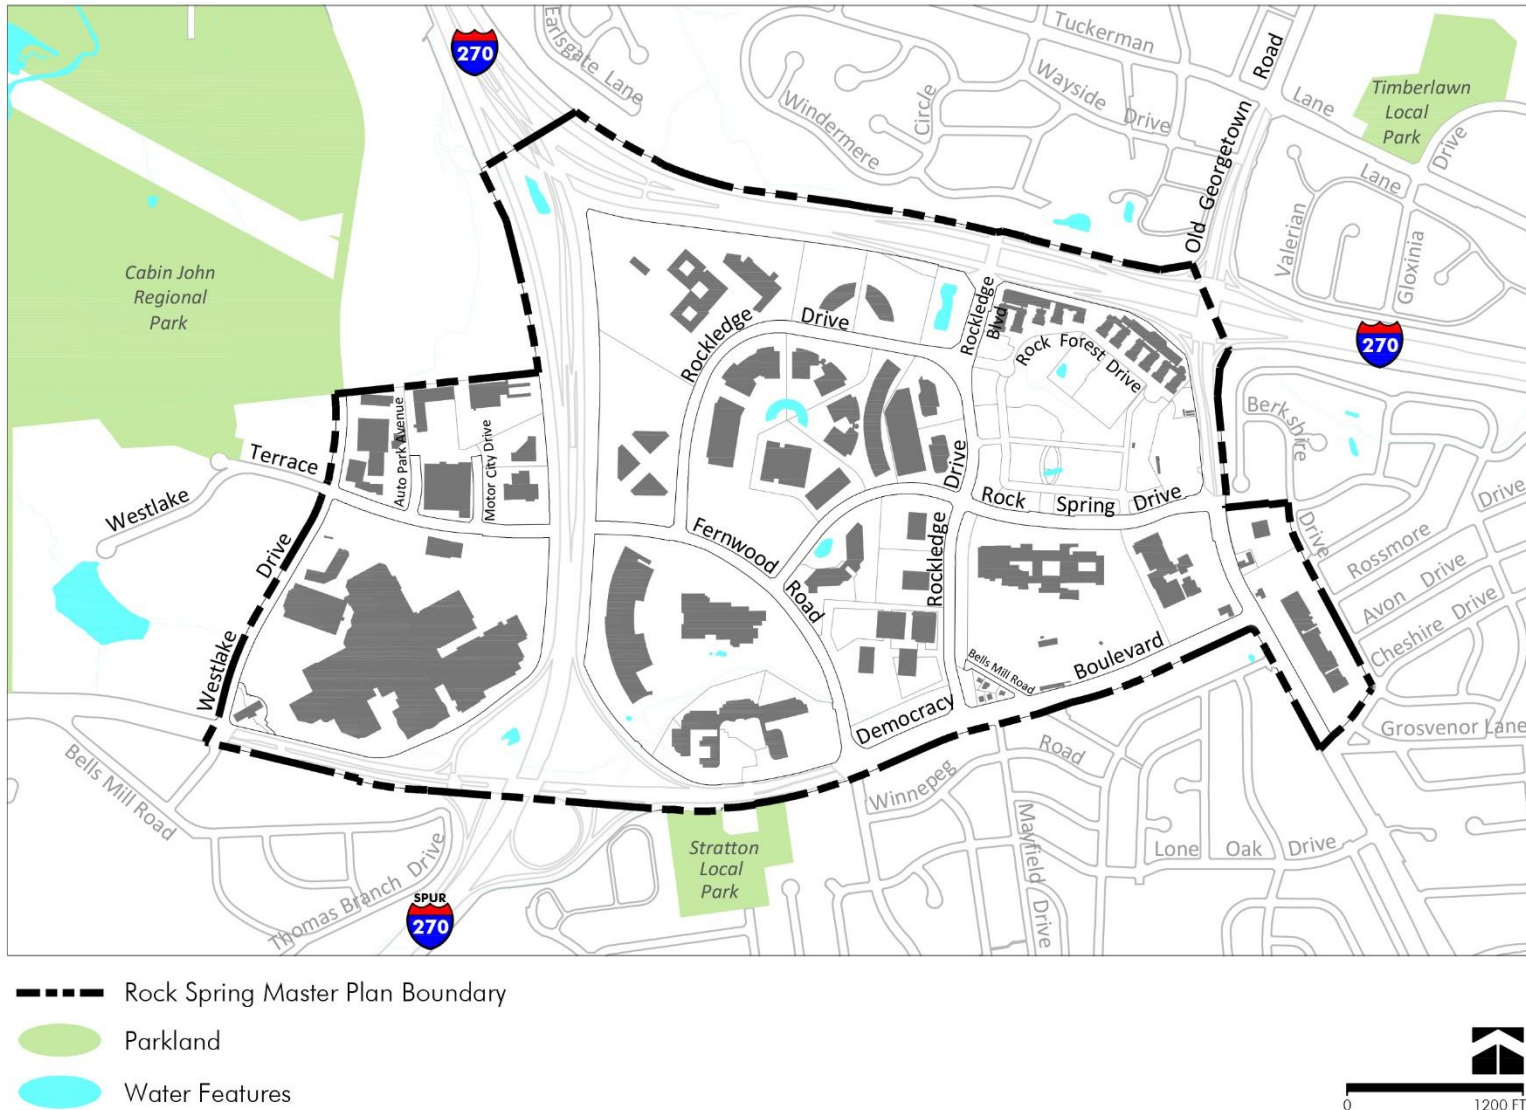 270
Earlsgate Lane
Tuckerman
Lane
Wayside Drive
Windermere
Circle
Old Georgetown
Road
Timberlawn
Local
Park
Drive
Lane
Valerian
Gloxinia
Cabin John
Regional
Park
Rockledge
Drive
Rockledge
Blvd
Rock Forest Drive
270
Berkshire
Drive
Terrace
Westlake
Auto Park Avenue
Motor City Drive
Drive
Westlake
Fernwood
Road
Drive
Rockledge
Rock Spring Drive
Rossmore
Drive
Avon Drive
Cheshire Drive
Bells Mill Road
Boulevard
Democracy
Grosvenor Lane
Bells Mill Road
Winnepeg
Road
Mayfield Drive
Lone Oak Drive
Stratton
Local
Park
Thomas Branch Drive
SPUR
270
Rock Spring Master Plan Boundary
Parkland
Water Features
0 1200 FT